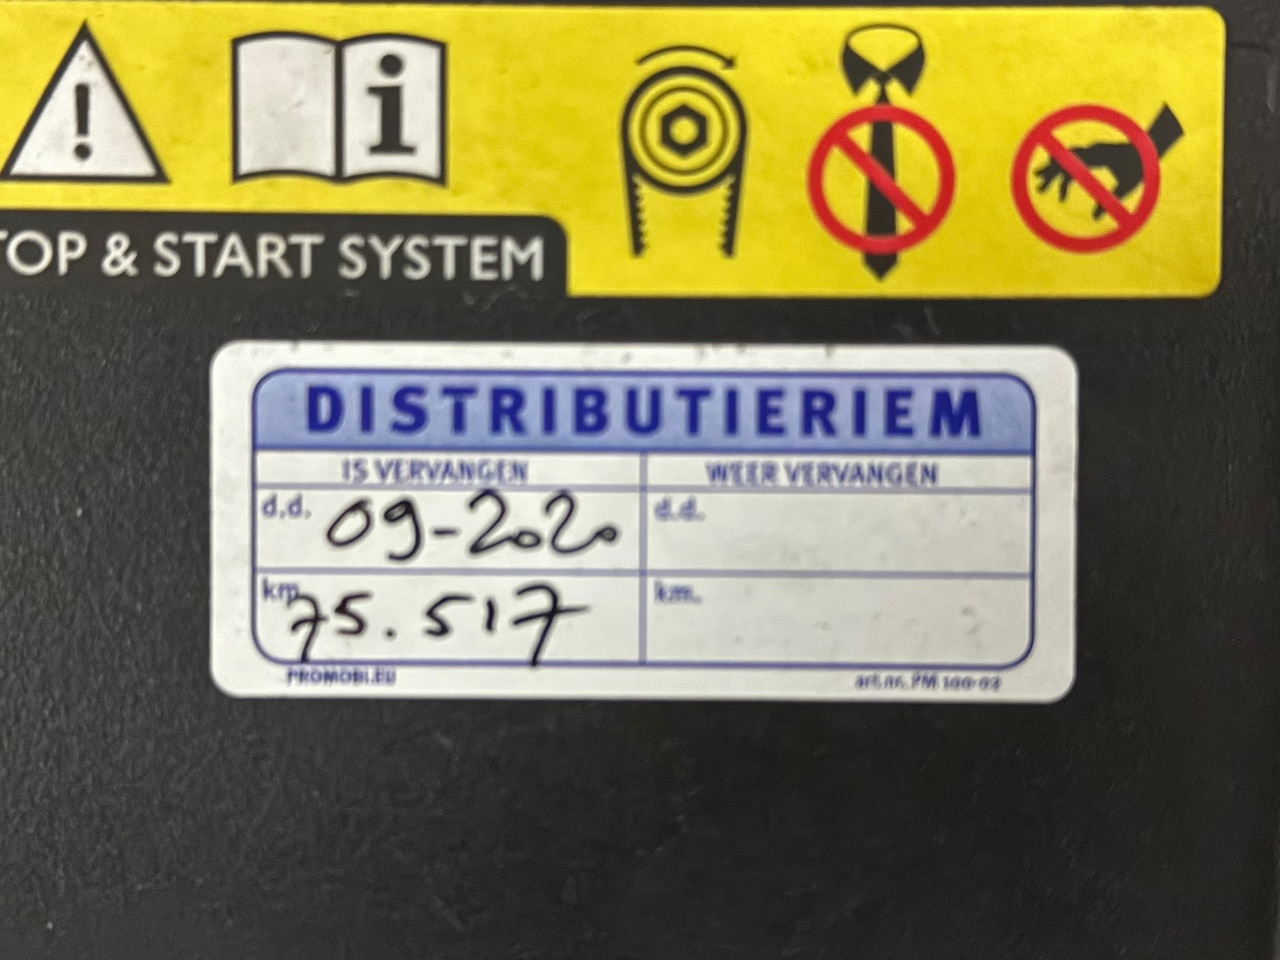 TOP & START SYSTEM
DISTRIBUTIERIEM
IS VERVANGEN
WEER VERVANGEN
d.d. 09-2020
d.d.
km 75.517
km.
PROMOBI.EU
art.nr. PM 100-02